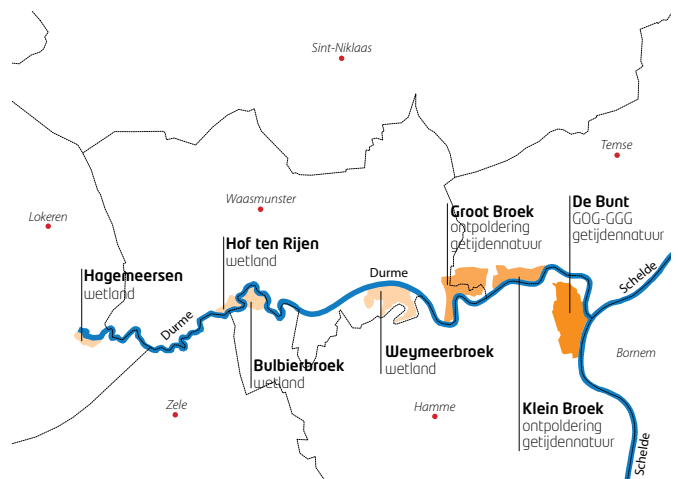 Sint-Niklaas
Temse
Waasmunster
Lokeren
De Bunt
GOG-GGG
getijdennatuur
Groot Broek
ontpoldering
getijdennatuur
Hof ten Rijen
wetland
Hagemeersen
wetland
Durme
Schelde
Durme
Bulbierbroek
wetland
Weymeerbroek
wetland
Bornem
Zele
Hamme
Klein Broek
ontpoldering
getijdennatuur
Schelde